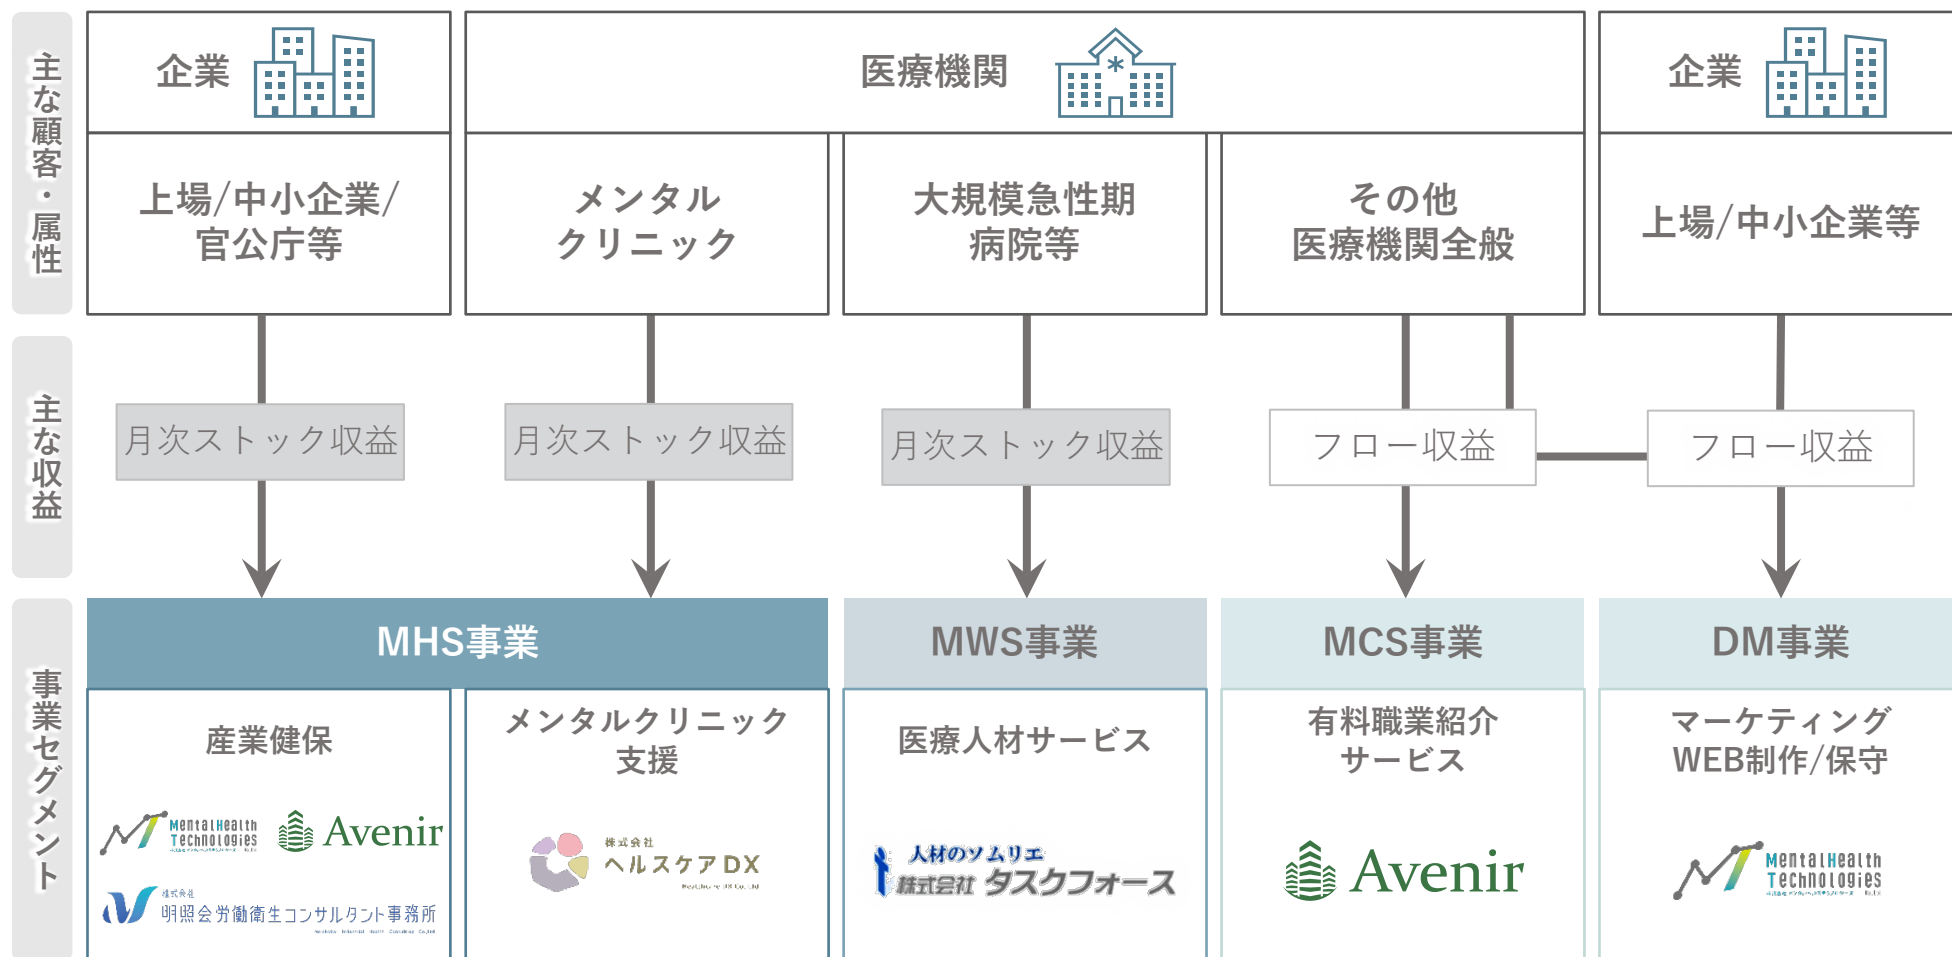 主な顧客・属性
企業
医療機関
企業
上場/中小企業/
官公庁等
メンタル
クリニック
大規模急性期
病院等
その他
医療機関全般
上場/中小企業等
主な収益
月次ストック収益
月次ストック収益
月次ストック収益
フロー収益
フロー収益
事業セグメント
MHS事業
MWS事業
MCS事業
DM事業
産業健保
メンタルクリニック
支援
医療人材サービス
有料職業紹介
サービス
マーケティング
WEB制作/保守
MentalHealth
Technologies
Avenir
株式会社
明照会労働衛生コンサルタント事務所
株式会社
ヘルスケアDX
Healthcare DX Co., Ltd
人材のソムリエ
株式会社 タスクフォース
Avenir
MentalHealth
Technologies